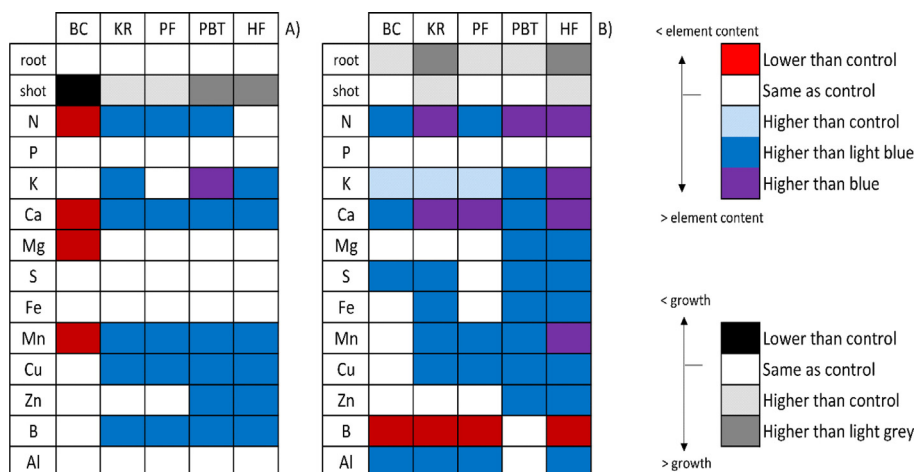 BC KR PF PBT HF A)
root
shot
N
P
K
Ca
Mg
S
Fe
Mn
Cu
Zn
B
Al
BC KR PF PBT HF B)
root
shot
N
P
K
Ca
Mg
S
Fe
Mn
Cu
Zn
B
Al
< element content
Lower than control
Same as control
Higher than control
Higher than light blue
Higher than blue
> element content
< growth
Lower than control
Same as control
Higher than control
Higher than light grey
> growth